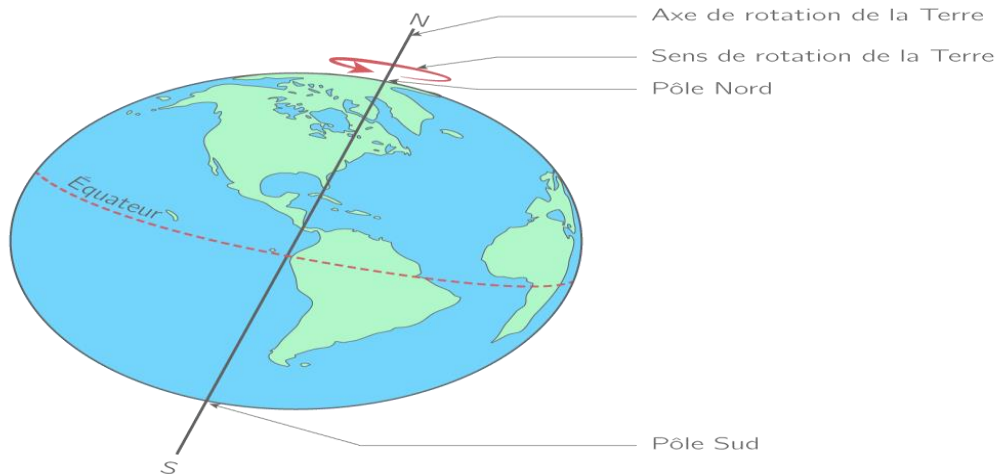 N
Axe de rotation de la Terre
Sens de rotation de la Terre
Pôle Nord
Équateur
Pôle Sud
S